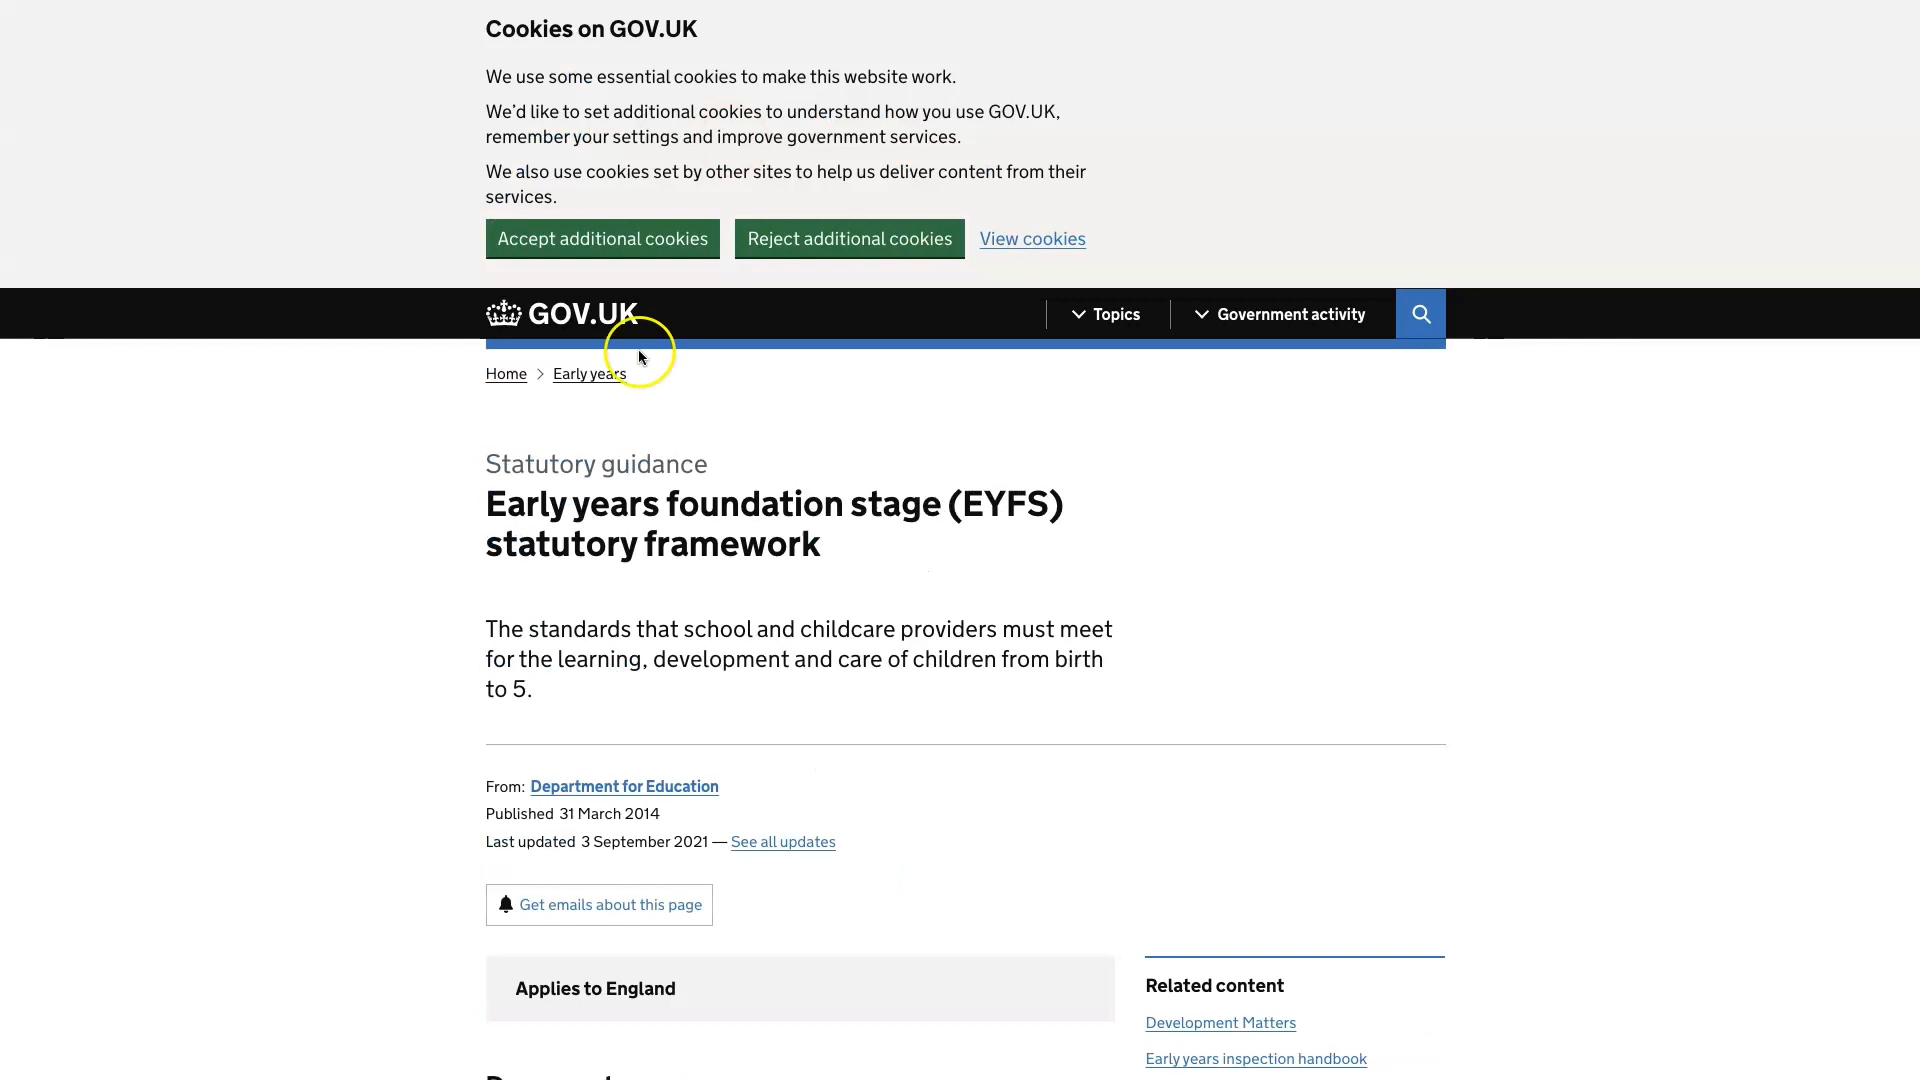 Cookies on GOV.UK
We use some essential cookies to make this website work.
We’d like to set additional cookies to understand how you use GOV.UK,
remember your settings and improve government services.
We also use cookies set by other sites to help us deliver content from their
services.
Accept additional cookies
Reject additional cookies
View cookies
GOV.UK
Topics
Government activity
Home
Early years
Statutory guidance
Early years foundation stage (EYFS)
statutory framework
The standards that school and childcare providers must meet
for the learning, development and care of children from birth
to 5.
From: Department for Education
Published 31 March 2014
Last updated 3 September 2021 — See all updates
Get emails about this page
Applies to England
Related content
Development Matters
Early years inspection handbook